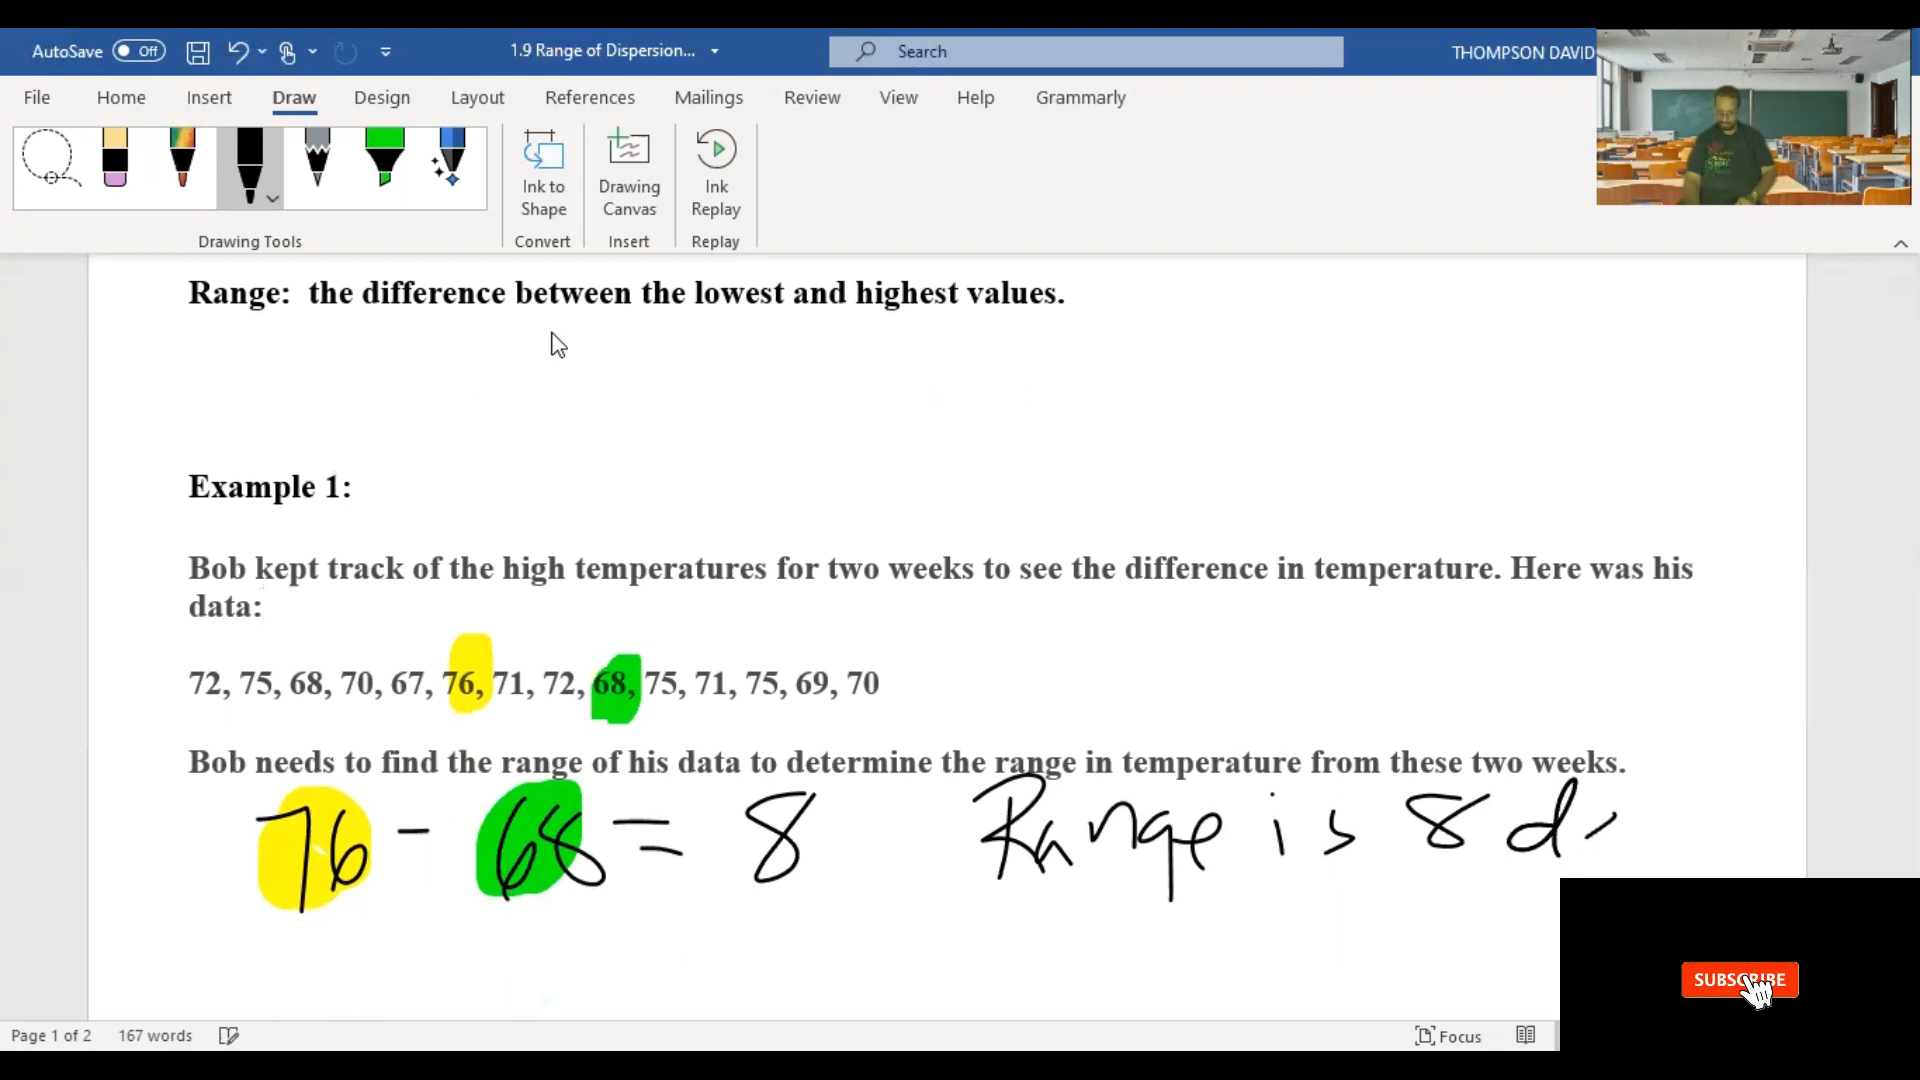 AutoSave Off 1.9 Range of Dispersion... Search THOMPSON DAVID
File Home Insert Draw Design Layout References Mailings Review View Help Grammarly
Ink to Shape
Drawing Canvas
Ink Replay
Drawing Tools Convert Insert Replay
Range: the difference between the lowest and highest values.
Example 1:
Bob kept track of the high temperatures for two weeks to see the difference in temperature. Here was his
data:
72, 75, 68, 70, 67, 76, 71, 72, 68, 75, 71, 75, 69, 70
Bob needs to find the range of his data to determine the range in temperature from these two weeks.
76 - 68 = 8 Range is 8 d
SUBSCRIBE
Page 1 of 2 167 words Focus